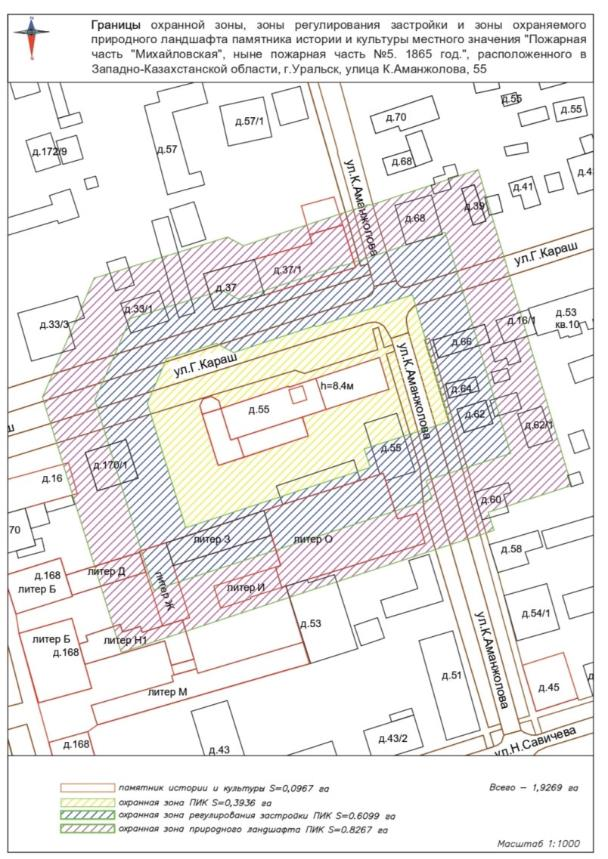 Границы охранной зоны, зоны регулирования застройки и зоны охраняемого
природного ландшафта памятника истории и культуры местного значения "Пожарная
часть "Михайловская", ныне пожарная часть №5. 1865 год.", расположенного в
Западно-Казахстанской области, г.Уральск, улица К.Аманжолова, 55
д.55
д.55
д.57/1
д.70
д.172/9
д.57
д.68
ул.К.Аманжолова
д.41
д.39
д.68
ул.Г.Караш
д.37/1
д.37
д.33/1
д.33/3
д.16/1
д.53
кв.10
д.66
ул.Г.Караш
ул.К.Аманжолова
h=8.4м
д.64
д.55
д.62
д.62/1
д.55
д.170/1
д.16
д.60
70
литер З
литер О
д.58
литер Д
д.168
литер Б
литер Ж
литер И
д.54/1
ул.К.Аманжолова
литер Б
д.168
литер Н1
д.53
д.51
д.45
литер М
д.168
д.43
д.43/2
ул.Н.Савичева
памятник истории и культуры S=0,0967 га
Всего – 1,9269 га
охранная зона ПИК S=0,3936 га
охранная зона регулирования застройки ПИК S=0.6099 га
охранная зона природного ландшафта ПИК S=0.8267 га
Масштаб 1:1000